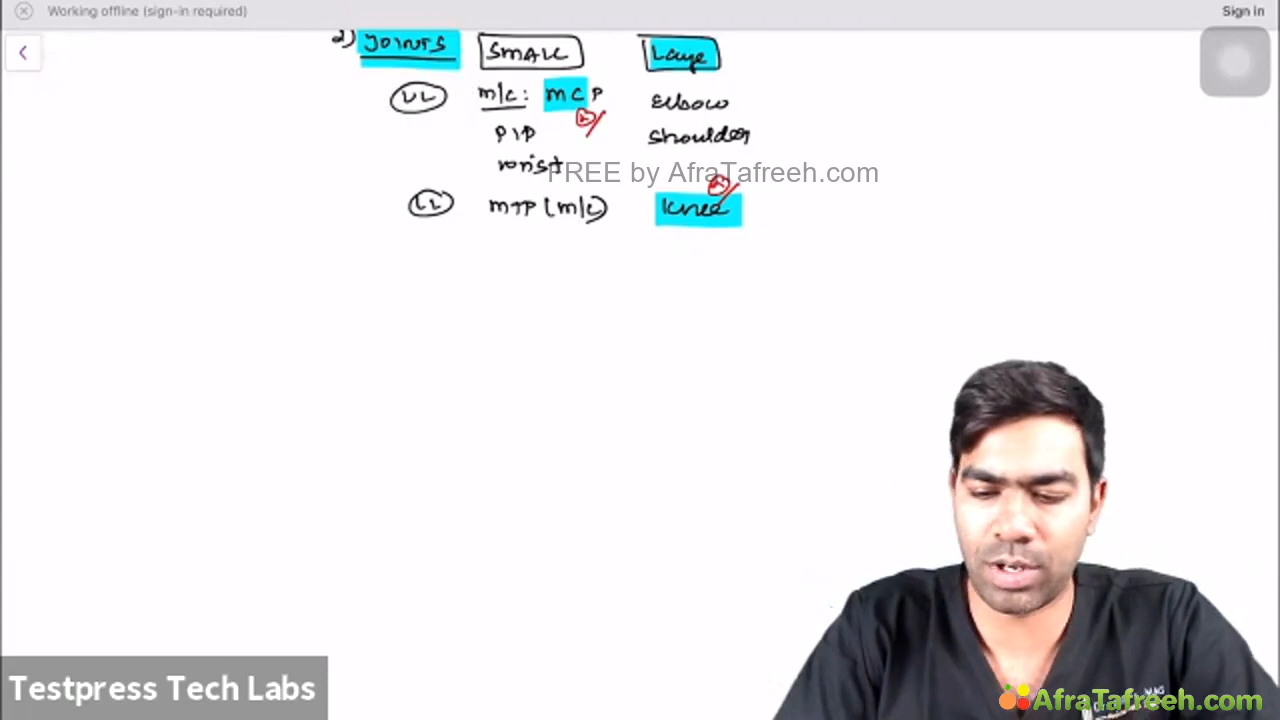 Working offline (sign-in required)
Sign in
2) JOINTS SMALL Large
UL m/c: MCP Elbow
PIP Shoulder
wrist
FREE by AfraTafreeh.com
LL MTP (m/c) Knee
Testpress Tech Labs
AfraTafreeh.com